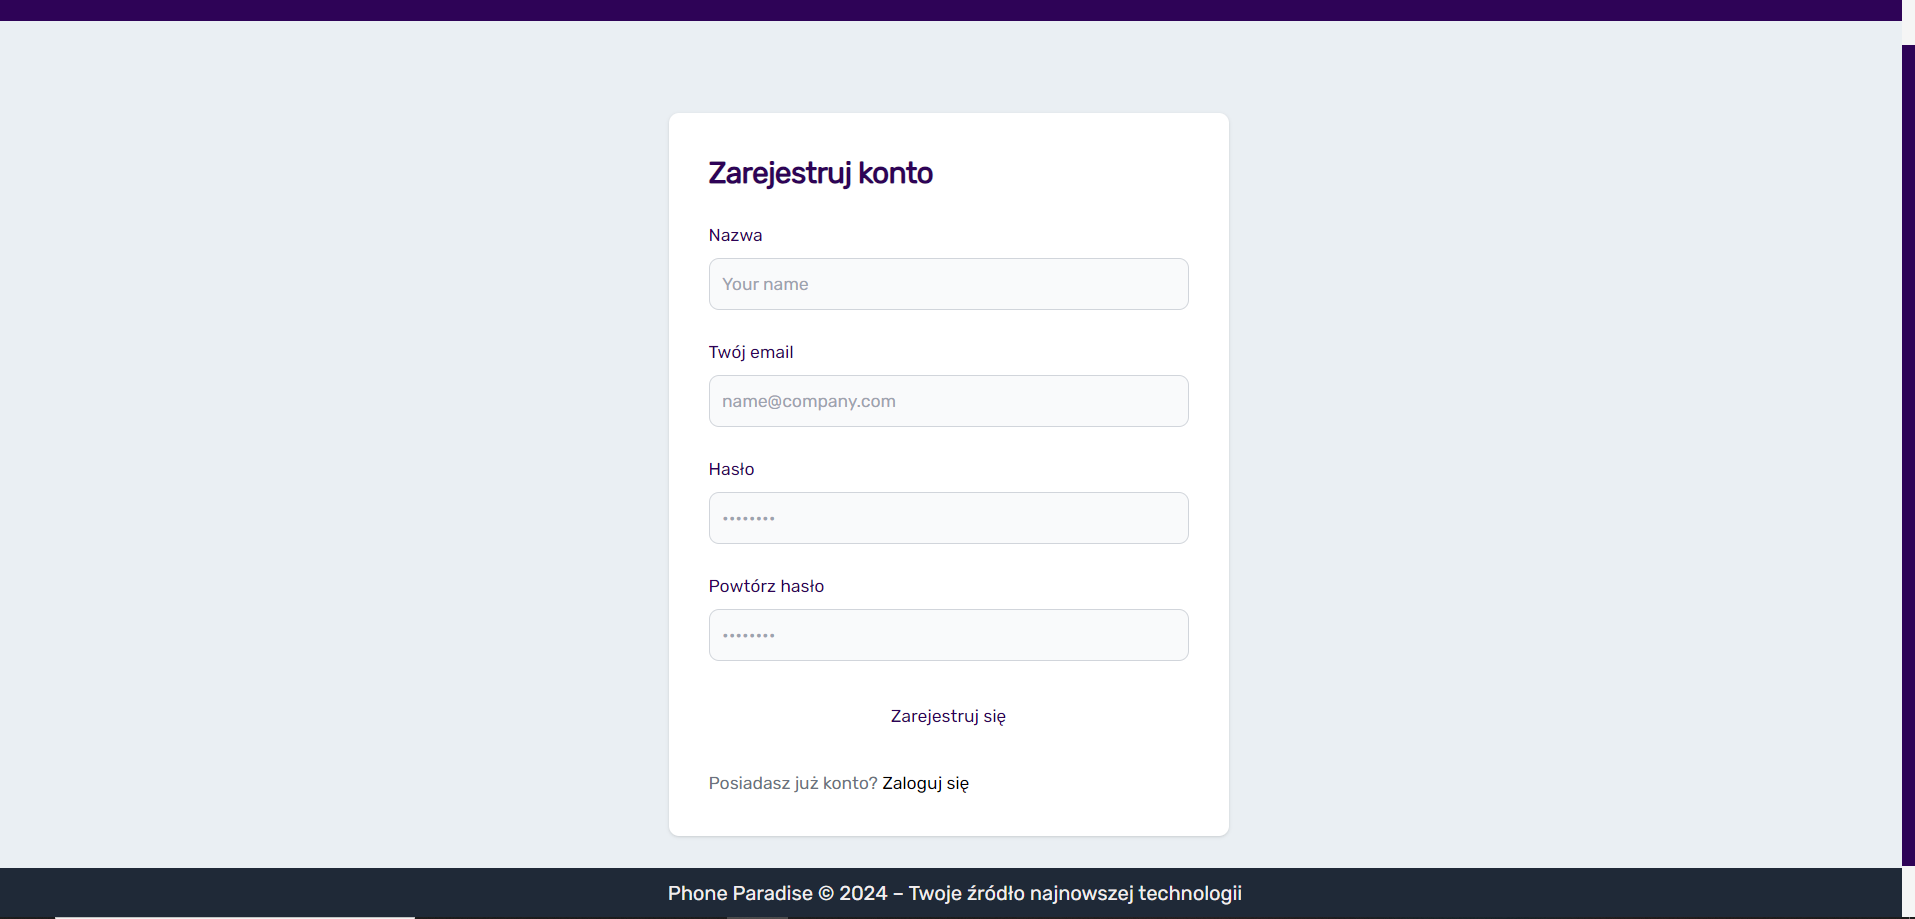 Zarejestruj konto
Nazwa
Your name
Twój email
name@company.com
Hasło
••••••••
Powtórz hasło
••••••••
Zarejestruj się
Posiadasz już konto? Zaloguj się
Phone Paradise © 2024 – Twoje źródło najnowszej technologii